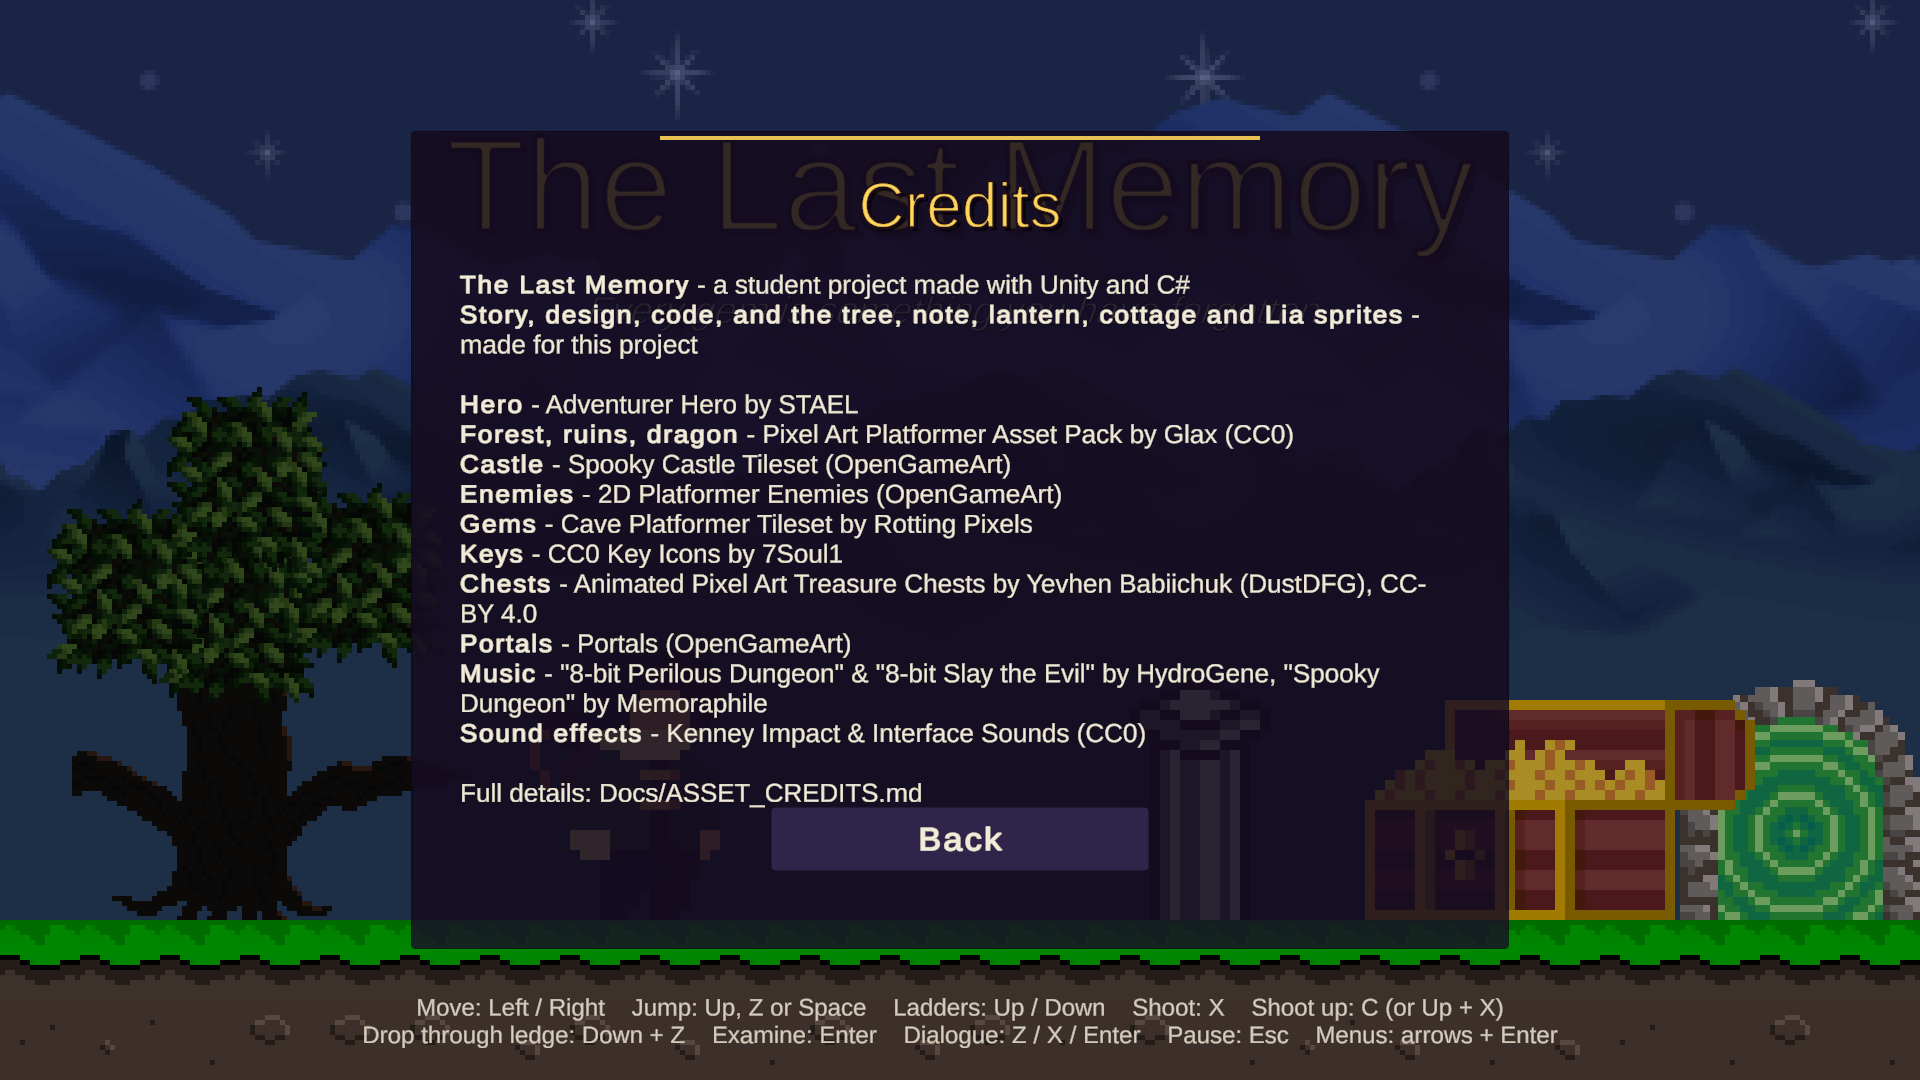 The Last Memory
Credits
Every gem is something you have forgotten
The Last Memory - a student project made with Unity and C#
Story, design, code, and the tree, note, lantern, cottage and Lia sprites -
made for this project
Hero - Adventurer Hero by STAEL
Forest, ruins, dragon - Pixel Art Platformer Asset Pack by Glax (CC0)
Castle - Spooky Castle Tileset (OpenGameArt)
Enemies - 2D Platformer Enemies (OpenGameArt)
Gems - Cave Platformer Tileset by Rotting Pixels
Keys - CC0 Key Icons by 7Soul1
Chests - Animated Pixel Art Treasure Chests by Yevhen Babiichuk (DustDFG), CC-
BY 4.0
Portals - Portals (OpenGameArt)
Music - "8-bit Perilous Dungeon" & "8-bit Slay the Evil" by HydroGene, "Spooky
Dungeon" by Memoraphile
Sound effects - Kenney Impact & Interface Sounds (CC0)
Full details: Docs/ASSET_CREDITS.md
Back
Move: Left / Right Jump: Up, Z or Space Ladders: Up / Down Shoot: X Shoot up: C (or Up + X)
Drop through ledge: Down + Z Examine: Enter Dialogue: Z / X / Enter Pause: Esc Menus: arrows + Enter